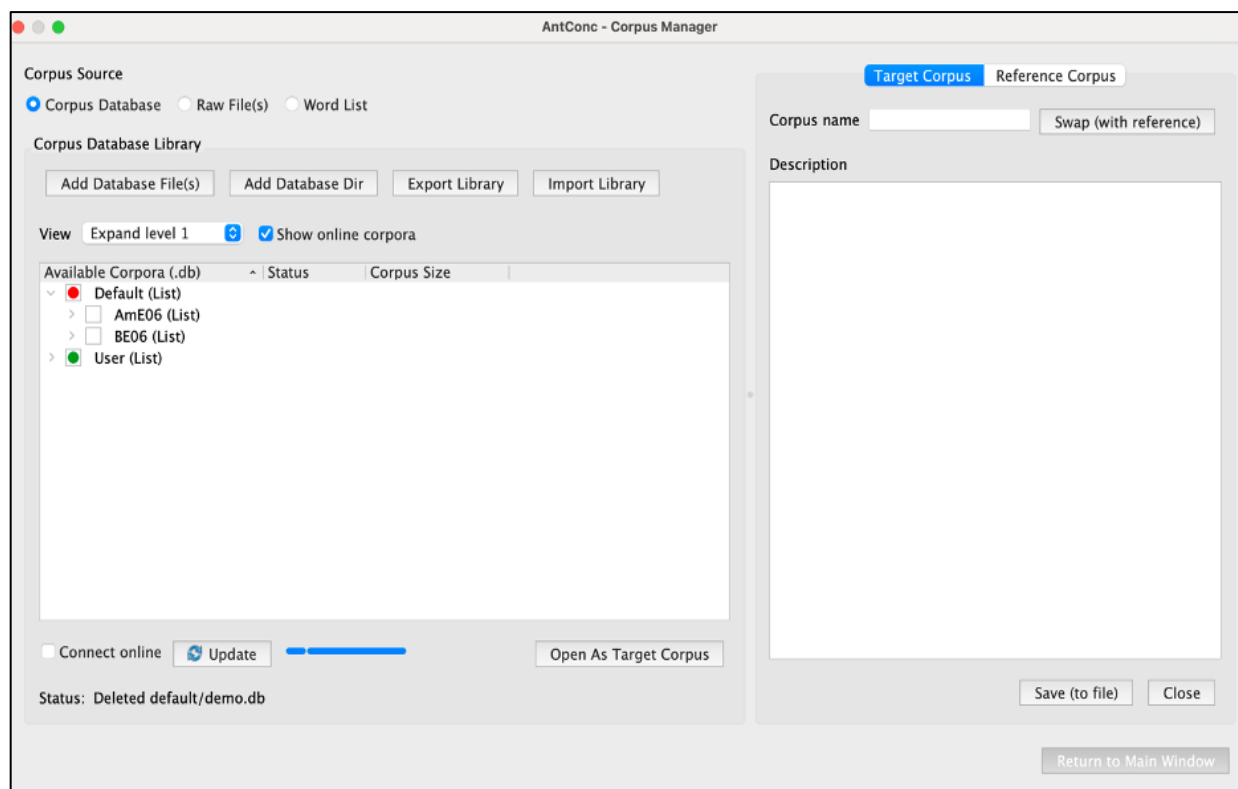 AntConc - Corpus Manager
Corpus Source
Corpus Database Raw File(s) Word List
Corpus Database Library
Add Database File(s) Add Database Dir Export Library Import Library
View Expand level 1 Show online corpora
Available Corpora (.db) Status Corpus Size
Default (List)
AmE06 (List)
BE06 (List)
User (List)
Connect online Update Open As Target Corpus
Status: Deleted default/demo.db
Target Corpus Reference Corpus
Corpus name Swap (with reference)
Description
Save (to file) Close
Return to Main Window